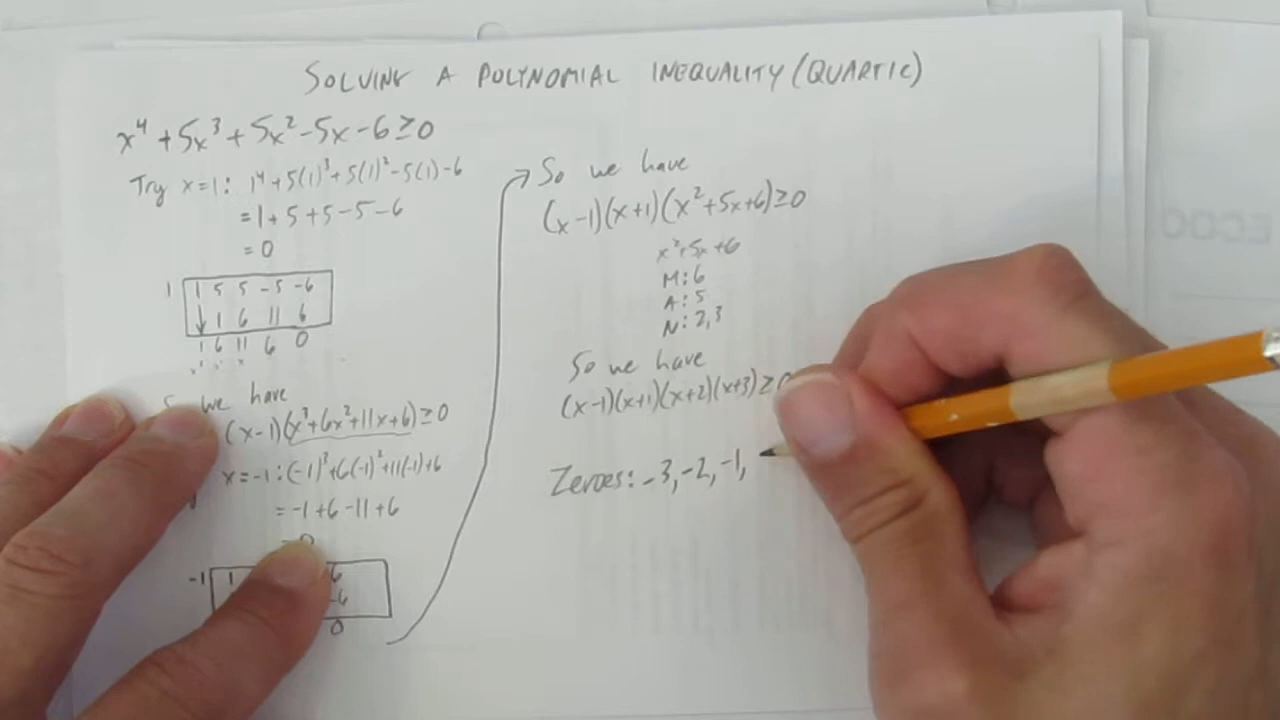 SOLVING A POLYNOMIAL INEQUALITY (QUARTIC)
x⁴ + 5x³ + 5x² - 5x - 6 ≥ 0
Try x=1: 1⁴ + 5(1)³ + 5(1)² - 5(1) - 6
= 1 + 5 + 5 - 5 - 6
= 0
1 | 1 5 5 -5 -6
↓ 1 6 11 6
1 6 11 6 0
we have
(x-1)(x³+6x²+11x+6) ≥ 0
x=-1: (-1)³+6(-1)²+11(-1)+6
= -1 + 6 - 11 + 6
-1 | 1 6
-6
0
So we have
(x-1)(x+1)(x²+5x+6) ≥ 0
x²+5x+6
M: 6
A: 5
N: 2,3
So we have
(x-1)(x+1)(x+2)(x+3) ≥ 0
Zeroes: -3, -2, -1,
ECOC